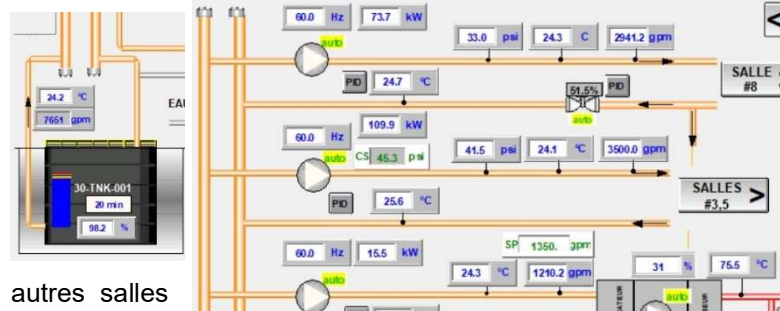 24.2 °C
7651 gpm
EAU
30-TNK-001
20 min
98.2 %
autres salles
60.0 Hz 73.7 kW
auto
33.0 psi 24.3 C 2941.2 gpm
SALLE
#8
PID 24.7 °C
51.5% PID
auto
109.9 kW
60.0 Hz
auto CS 45.3 psi
41.5 psi 24.1 °C 3500.0 gpm
SALLES
#3,5 >
PID 25.6 °C
SP 1350. gpm
60.0 Hz 15.5 kW
auto
24.3 °C 1210.2 gpm
31 % 75.5 °C
auto